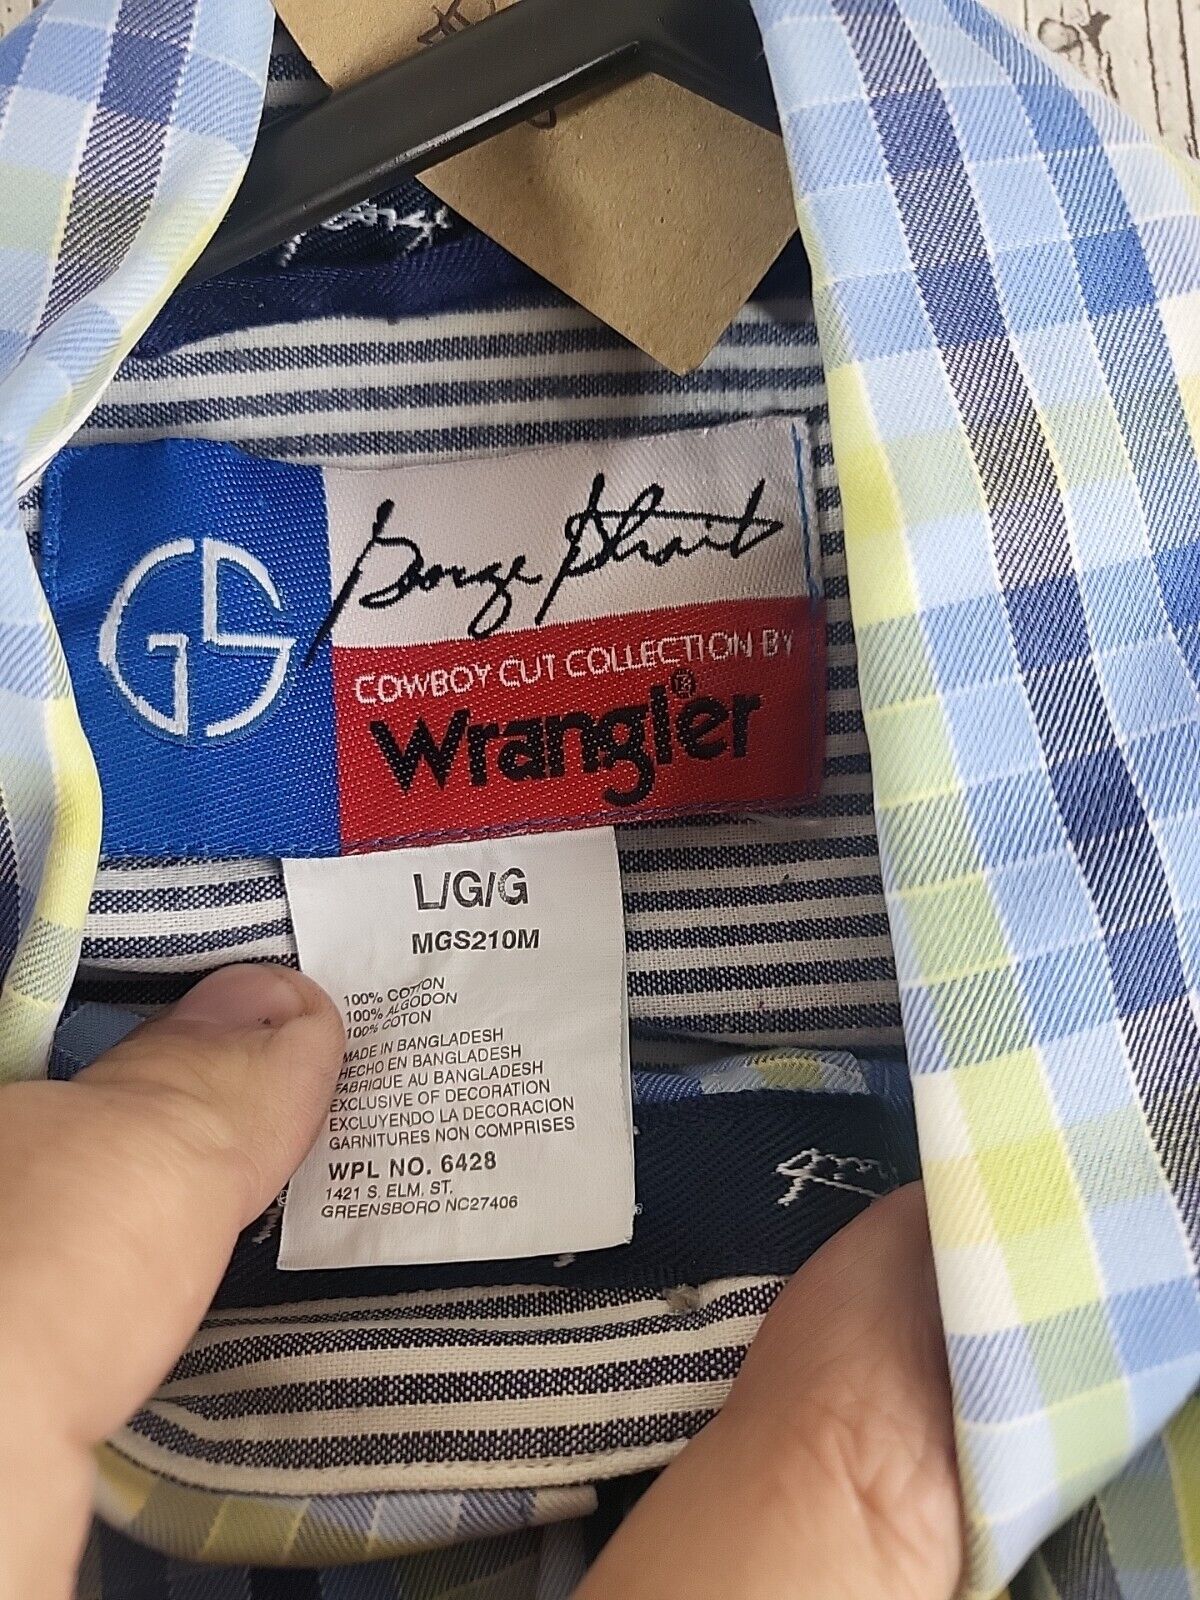 GS
George Strait
COWBOY CUT COLLECTION BY
Wrangler®
L/G/G
MGS210M
100% COTTON
100% ALGODON
100% COTON
MADE IN BANGLADESH
HECHO EN BANGLADESH
FABRIQUE AU BANGLADESH
EXCLUSIVE OF DECORATION
EXCLUYENDO LA DECORACION
GARNITURES NON COMPRISES
WPL NO. 6428
1421 S. ELM, ST.
GREENSBORO NC27406